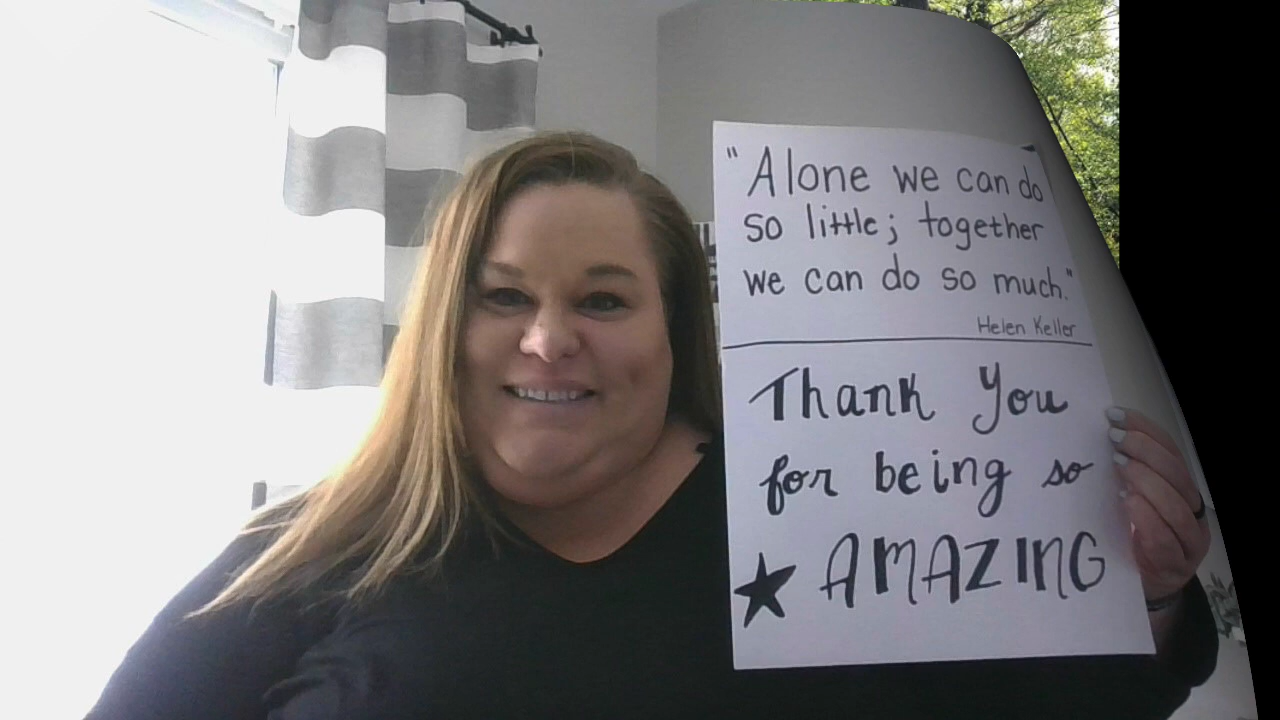 "Alone we can do
so little; together
we can do so much."
Helen Keller
Thank You
for being so
AMAZING